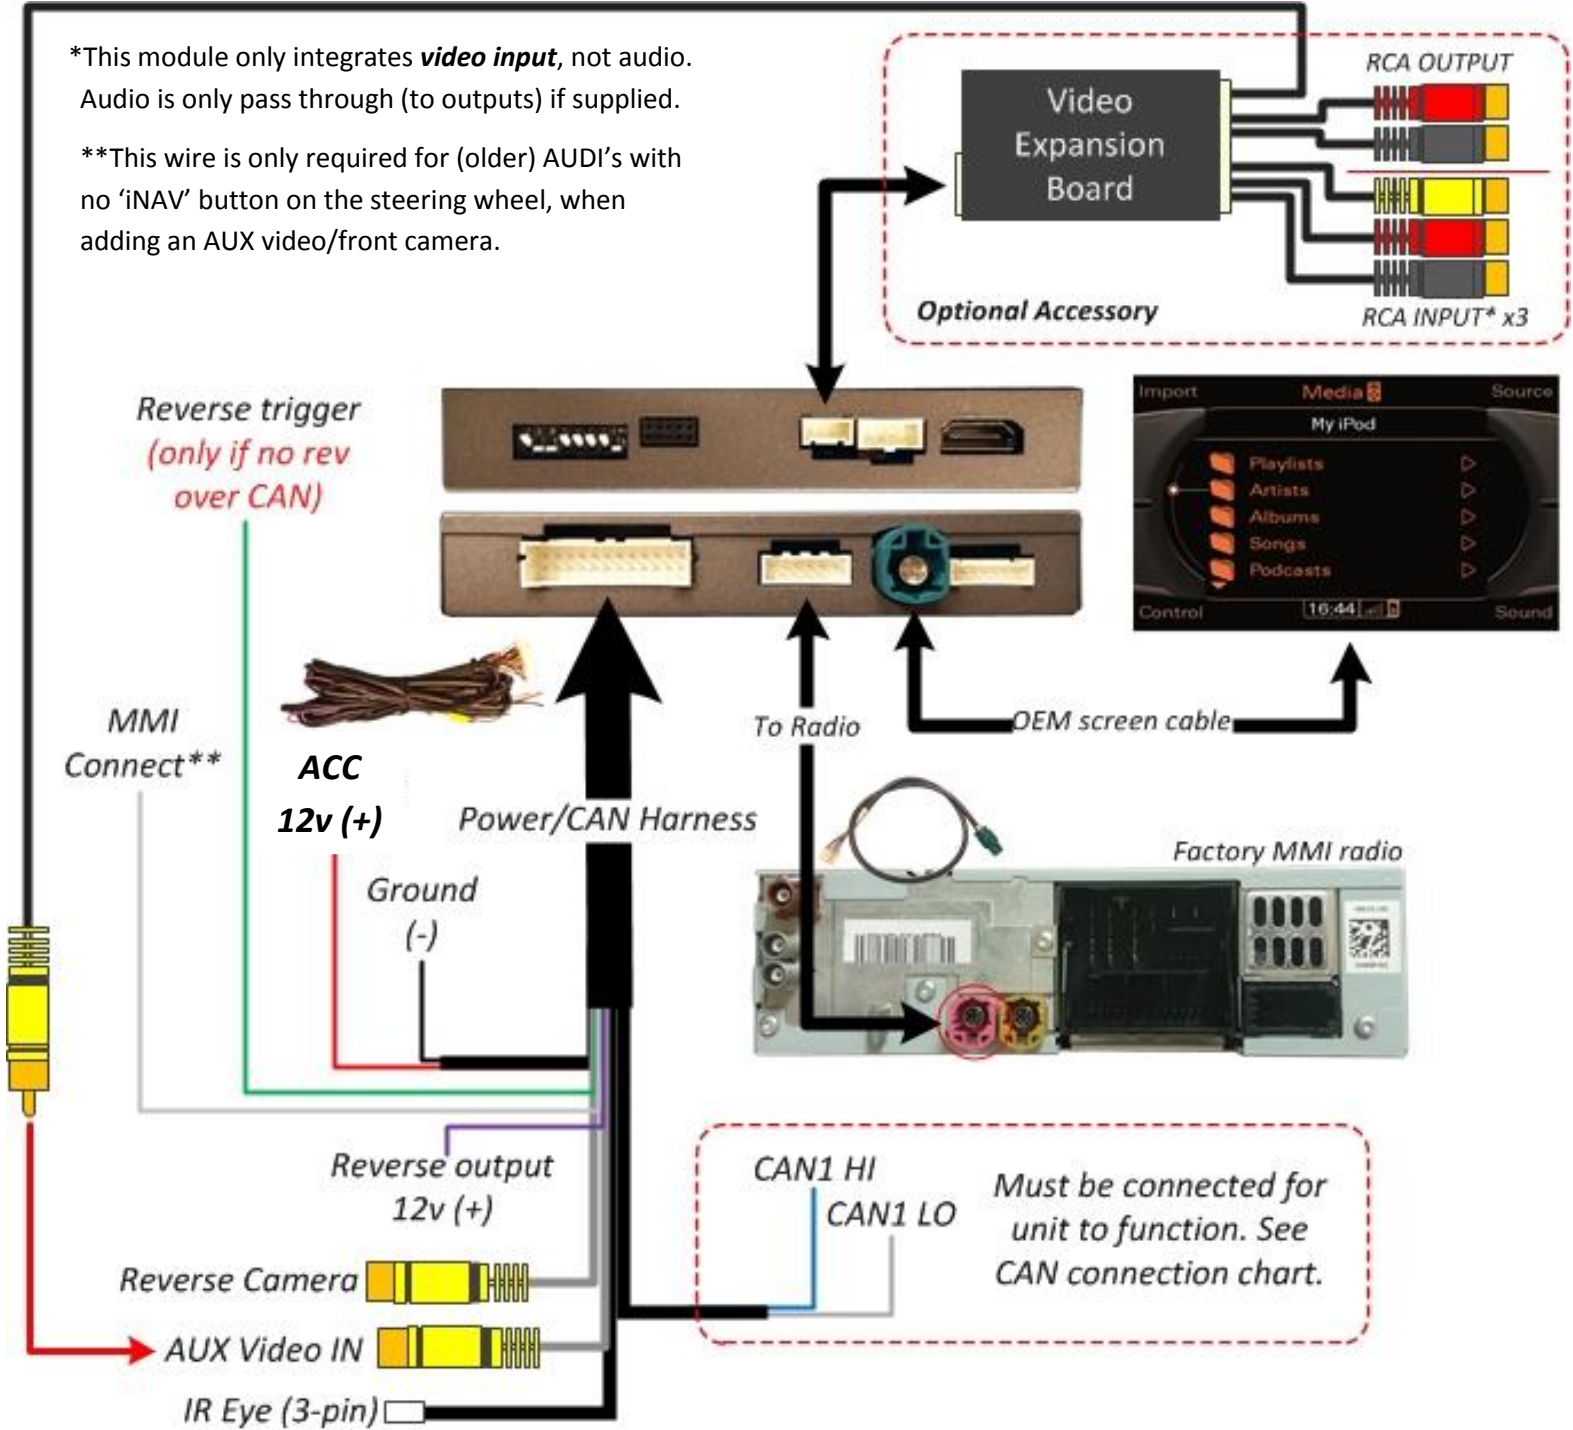 *This module only integrates video input, not audio.
Audio is only pass through (to outputs) if supplied.
**This wire is only required for (older) AUDI's with
no 'iNAV' button on the steering wheel, when
adding an AUX video/front camera.
RCA OUTPUT
Video
Expansion
Board
Optional Accessory
RCA INPUT* x3
Reverse trigger
(only if no rev
over CAN)
Import
Media
Source
My iPod
Playlists
Artists
Albums
Songs
Podcasts
Control
16:44
Sound
MMI
Connect**
ACC
12v (+)
To Radio
OEM screen cable
Power/CAN Harness
Ground
(-)
Factory MMI radio
Reverse output
12v (+)
CAN1 HI
CAN1 LO
Must be connected for
unit to function. See
CAN connection chart.
Reverse Camera
AUX Video IN
IR Eye (3-pin)